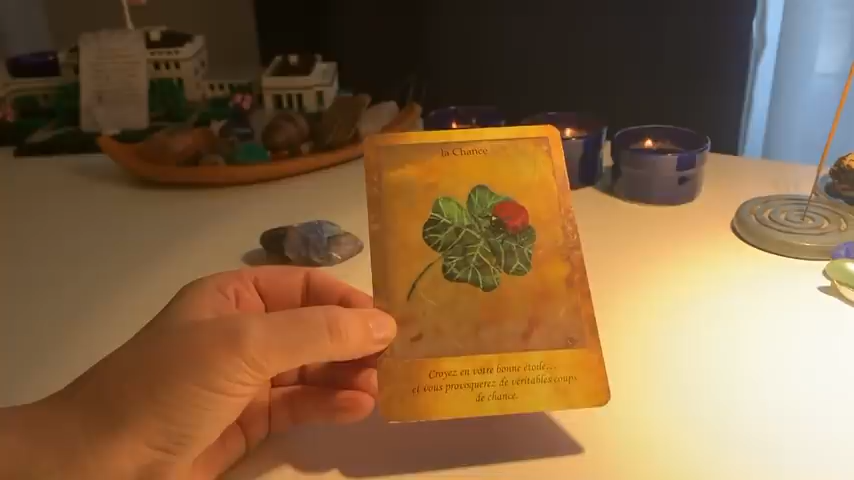 la Chance
Croyez en votre bonne étoile...
et vous provoquerez de véritables coups
de chance.